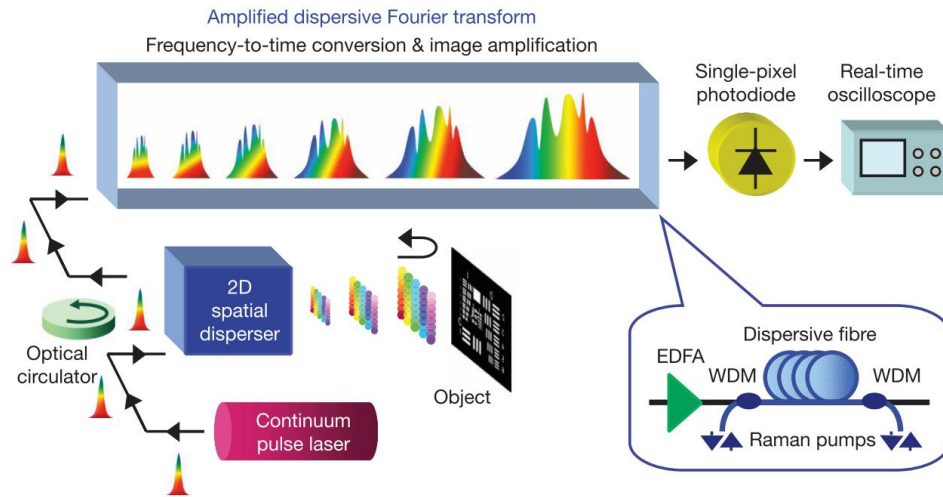 Amplified dispersive Fourier transform
Frequency-to-time conversion & image amplification
Single-pixel
photodiode
Real-time
oscilloscope
2D
spatial
disperser
Optical
circulator
Object
Continuum
pulse laser
Dispersive fibre
EDFA
WDM
WDM
Raman pumps